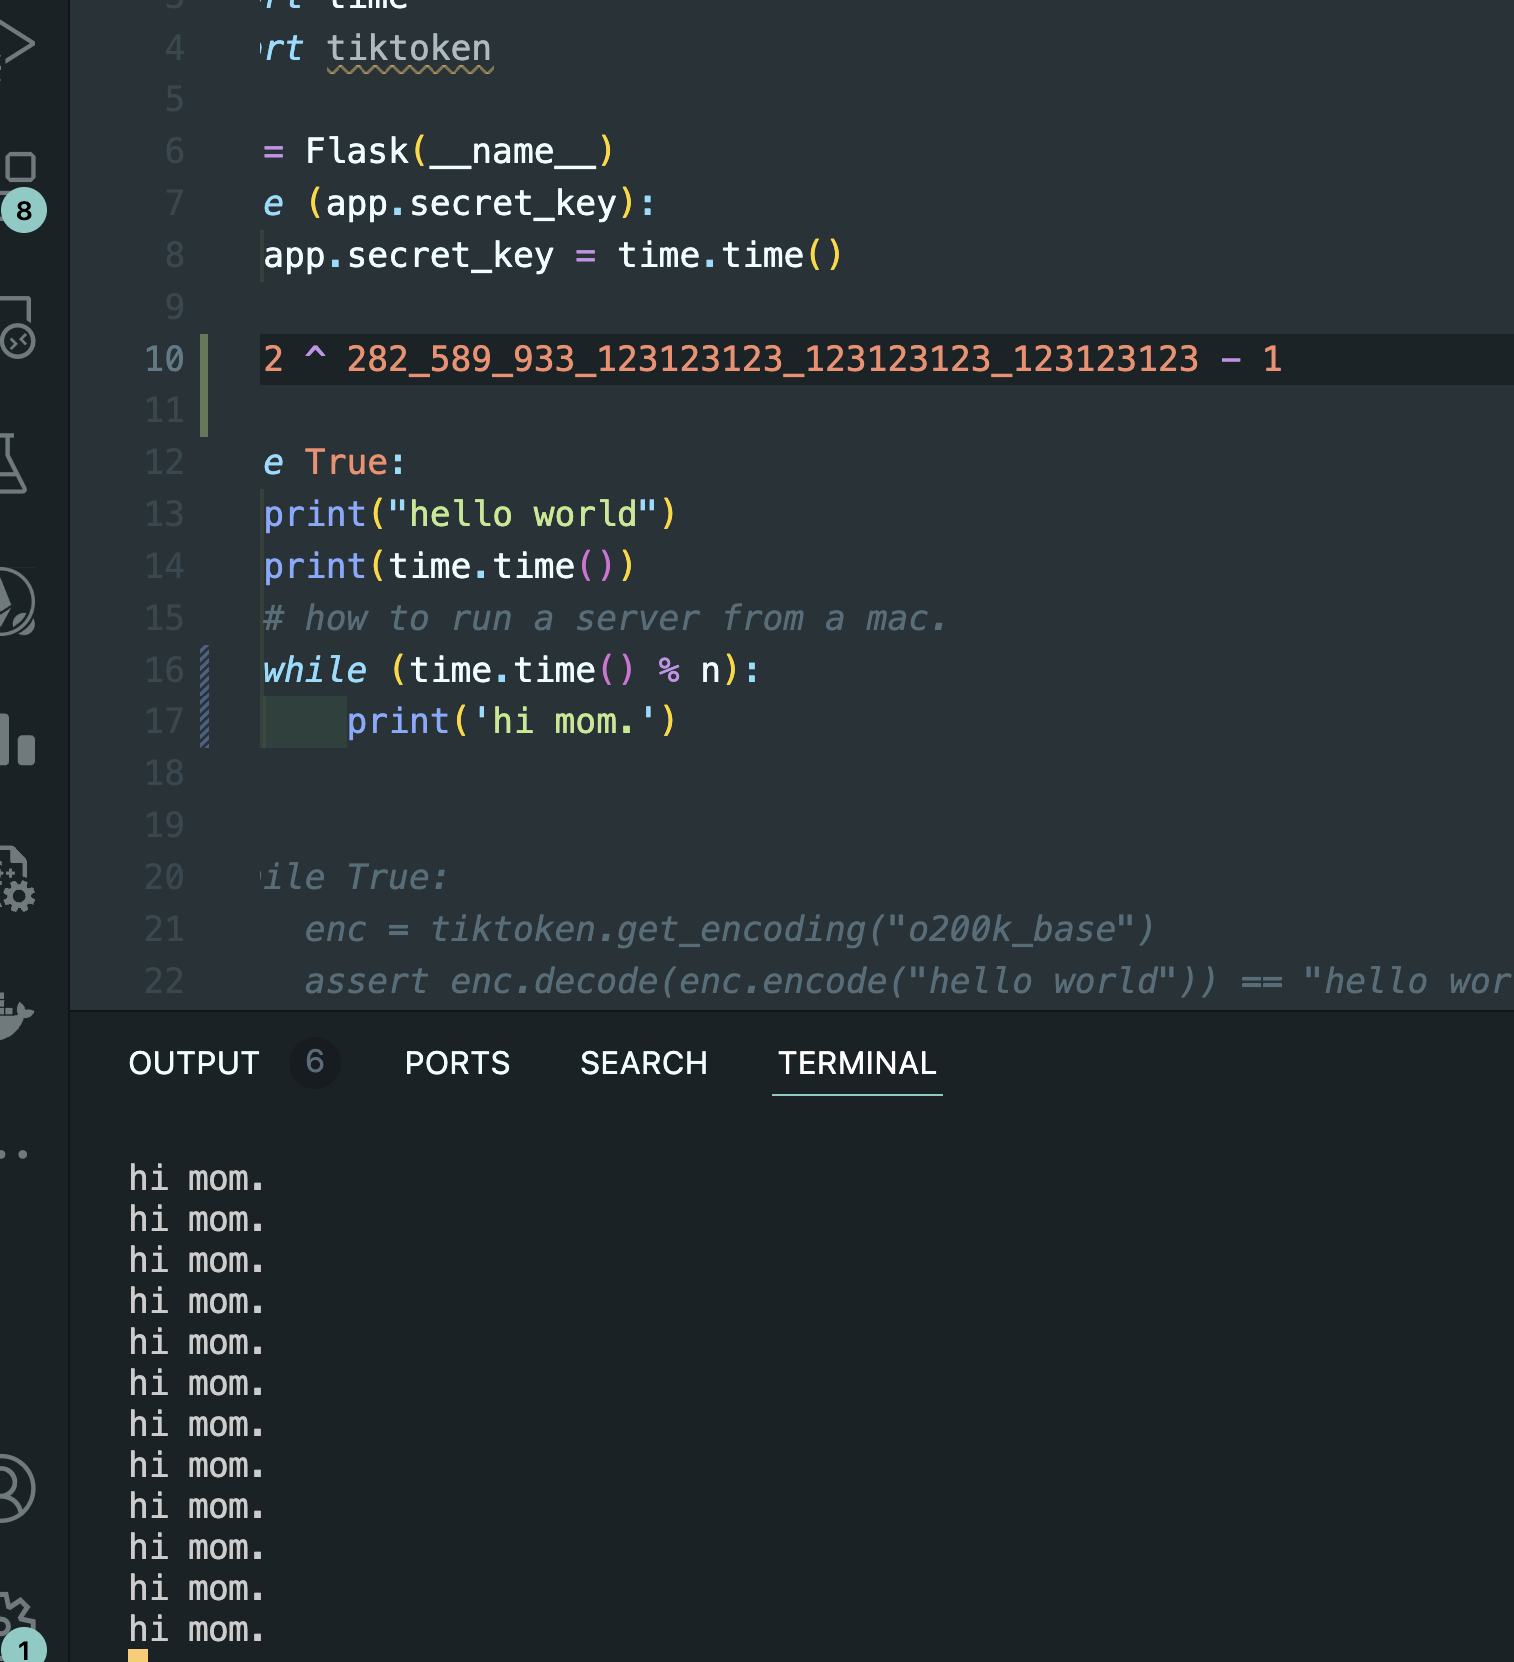 3 rt time
4 rt tiktoken
5
6 = Flask(__name__)
7 e (app.secret_key):
8 app.secret_key = time.time()
9
10 2 ^ 282_589_933_123123123_123123123_123123123 - 1
11
12 e True:
13 print("hello world")
14 print(time.time())
15 # how to run a server from a mac.
16 while (time.time() % n):
17 print('hi mom.')
18
19
20 ile True:
21 enc = tiktoken.get_encoding("o200k_base")
22 assert enc.decode(enc.encode("hello world")) == "hello wor
8
OUTPUT 6 PORTS SEARCH TERMINAL
hi mom.
hi mom.
hi mom.
hi mom.
hi mom.
hi mom.
hi mom.
hi mom.
hi mom.
hi mom.
hi mom.
hi mom.
1